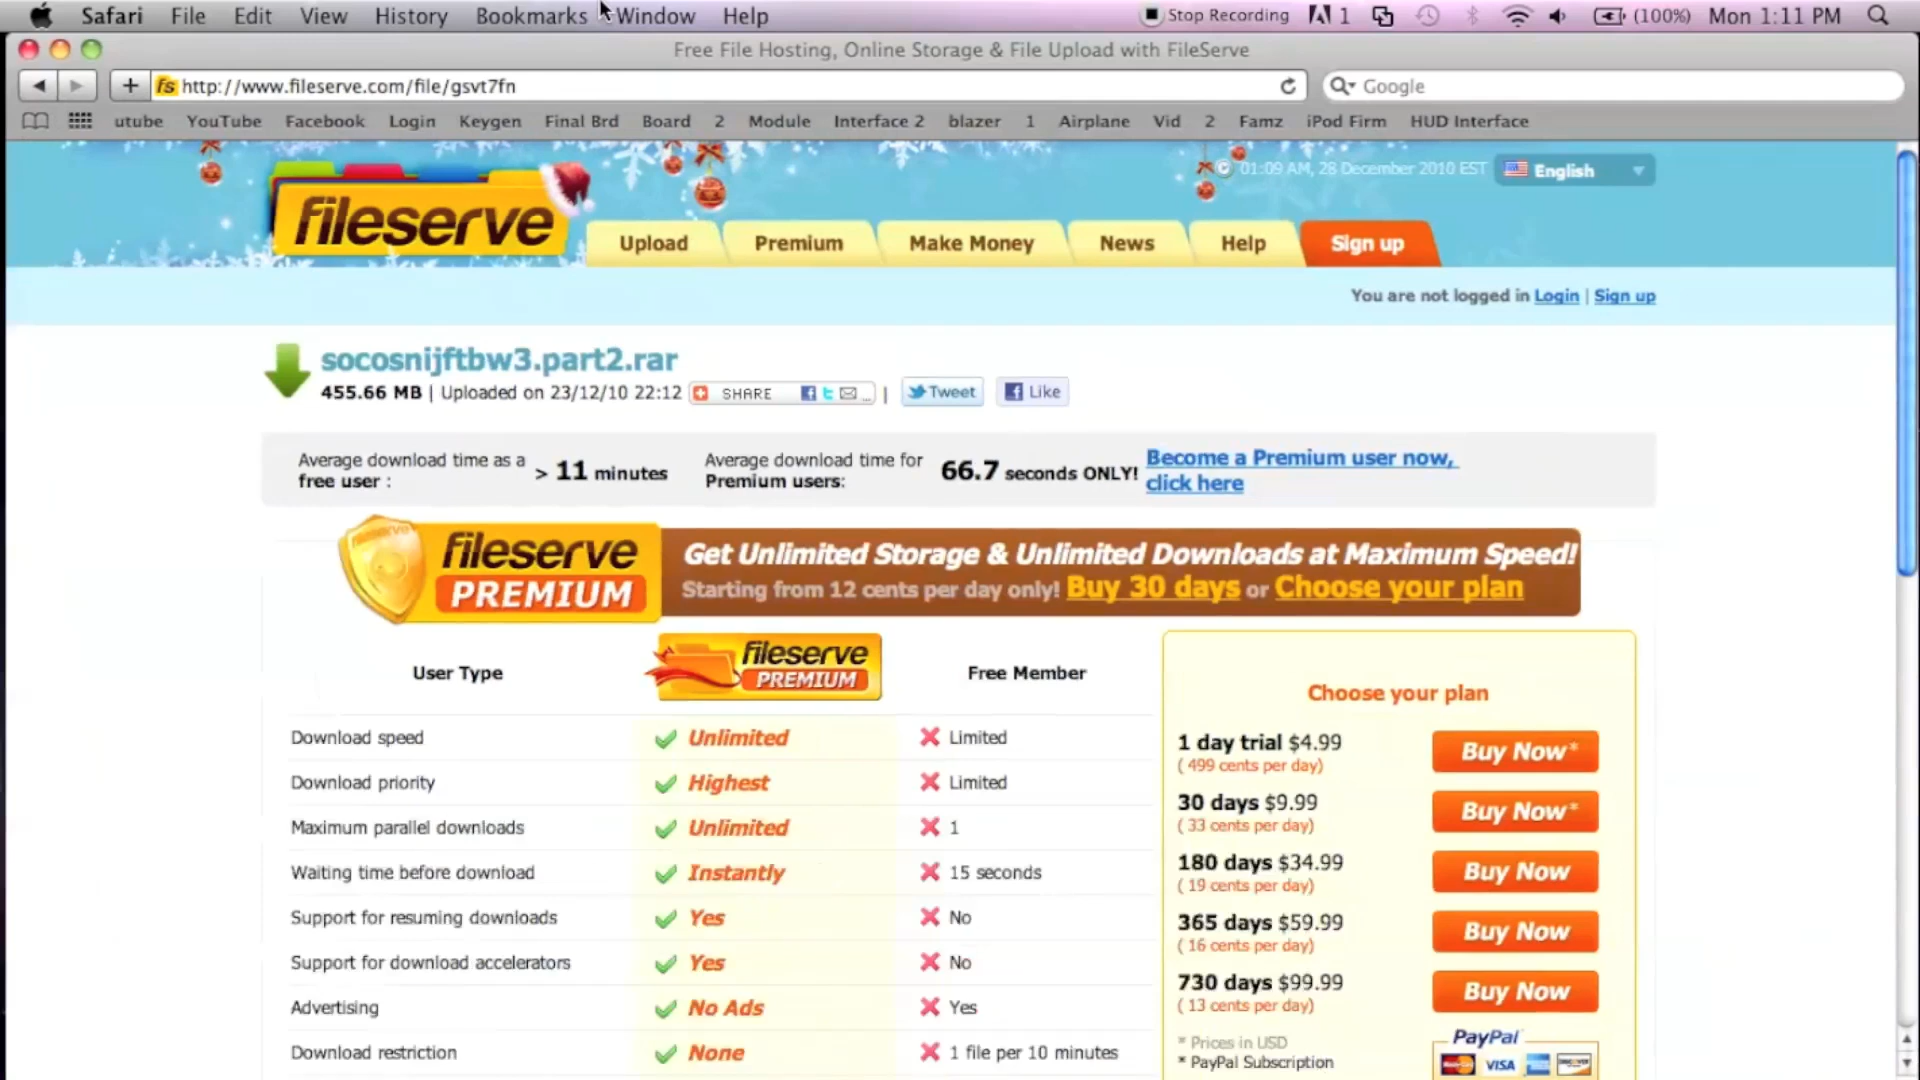 Safari File Edit View History Bookmarks Window Help Stop Recording 1 (100%) Mon 1:11 PM
Free File Hosting, Online Storage & File Upload with FileServe
fs http://www.fileserve.com/file/gsvt7fn Google
utube YouTube Facebook Login Keygen Final Brd Board 2 Module Interface 2 blazer 1 Airplane Vid 2 Famz iPod Firm HUD Interface
01:09 AM, 28 December 2010 EST English
fileserve
Upload Premium Make Money News Help Sign up
You are not logged in Login | Sign up
socosnijftbw3.part2.rar
455.66 MB | Uploaded on 23/12/10 22:12 SHARE ... | Tweet Like
Average download time as a free user : > 11 minutes
Average download time for Premium users: 66.7 seconds ONLY!
Become a Premium user now, click here
fileserve PREMIUM
Get Unlimited Storage & Unlimited Downloads at Maximum Speed!
Starting from 12 cents per day only! Buy 30 days or Choose your plan
User Type fileserve PREMIUM Free Member
Download speed Unlimited Limited
Download priority Highest Limited
Maximum parallel downloads Unlimited 1
Waiting time before download Instantly 15 seconds
Support for resuming downloads Yes No
Support for download accelerators Yes No
Advertising No Ads Yes
Download restriction None 1 file per 10 minutes
Choose your plan
1 day trial $4.99 Buy Now*
( 499 cents per day)
30 days $9.99 Buy Now*
( 33 cents per day)
180 days $34.99 Buy Now
( 19 cents per day)
365 days $59.99 Buy Now
( 16 cents per day)
730 days $99.99 Buy Now
( 13 cents per day)
* Prices in USD
* PayPal Subscription
PayPal
MasterCard VISA DISCOVER